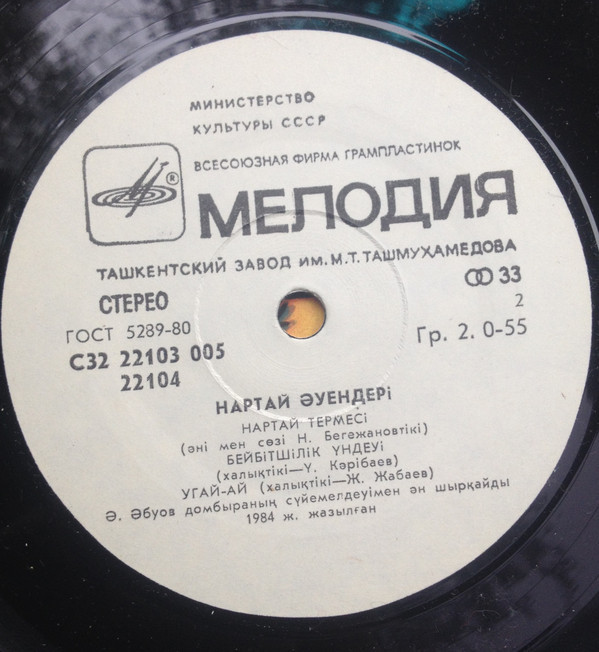 МИНИСТЕРСТВО
КУЛЬТУРЫ СССР
ВСЕСОЮЗНАЯ ФИРМА ГРАМПЛАСТИНОК
®
МЕЛОДИЯ
ТАШКЕНТСКИЙ ЗАВОД ИМ. М.Т. ТАШМУХАМЕДОВА
СТЕРЕО
33
ГОСТ 5289-80
2
С32 22103 005
Гр. 2. 0-55
22104
НАРТАЙ ӘУЕНДЕРі
НАРТАЙ ТЕРМЕСі
(әні мен сөзі Н. Бегежановтікі)
БЕЙБіТШіЛіК ҮНДЕУі
(халықтікі—У. Кәрібаев)
УГАЙ-АЙ (халықтікі—Ж. Жабаев)
Ә. Әбуов домбыраның сүйемелдеуімен ән шырқайды
1984 ж. жазылған